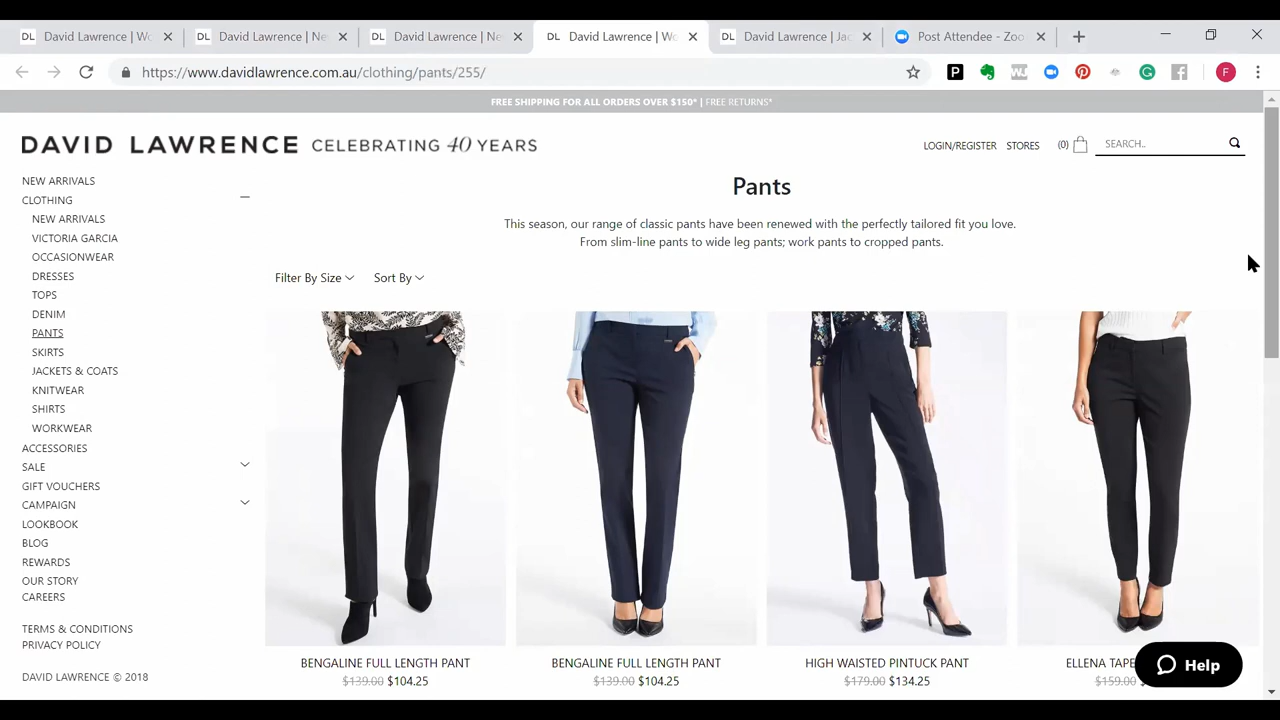 David Lawrence | Wo
David Lawrence | Ne
David Lawrence | Ne
David Lawrence | Wo
David Lawrence | Jac
Post Attendee - Zoo
https://www.davidlawrence.com.au/clothing/pants/255/
FREE SHIPPING FOR ALL ORDERS OVER $150* | FREE RETURNS*
DAVID LAWRENCE CELEBRATING 40 YEARS
LOGIN/REGISTER STORES (0) SEARCH..
NEW ARRIVALS
CLOTHING
NEW ARRIVALS
VICTORIA GARCIA
OCCASIONWEAR
DRESSES
TOPS
DENIM
PANTS
SKIRTS
JACKETS & COATS
KNITWEAR
SHIRTS
WORKWEAR
ACCESSORIES
SALE
GIFT VOUCHERS
CAMPAIGN
LOOKBOOK
BLOG
REWARDS
OUR STORY
CAREERS
TERMS & CONDITIONS
PRIVACY POLICY
DAVID LAWRENCE © 2018
Pants
This season, our range of classic pants have been renewed with the perfectly tailored fit you love.
From slim-line pants to wide leg pants; work pants to cropped pants.
Filter By Size Sort By
BENGALINE FULL LENGTH PANT
$139.00 $104.25
BENGALINE FULL LENGTH PANT
$139.00 $104.25
HIGH WAISTED PINTUCK PANT
$179.00 $134.25
ELLENA TAPE
$159.00
Help